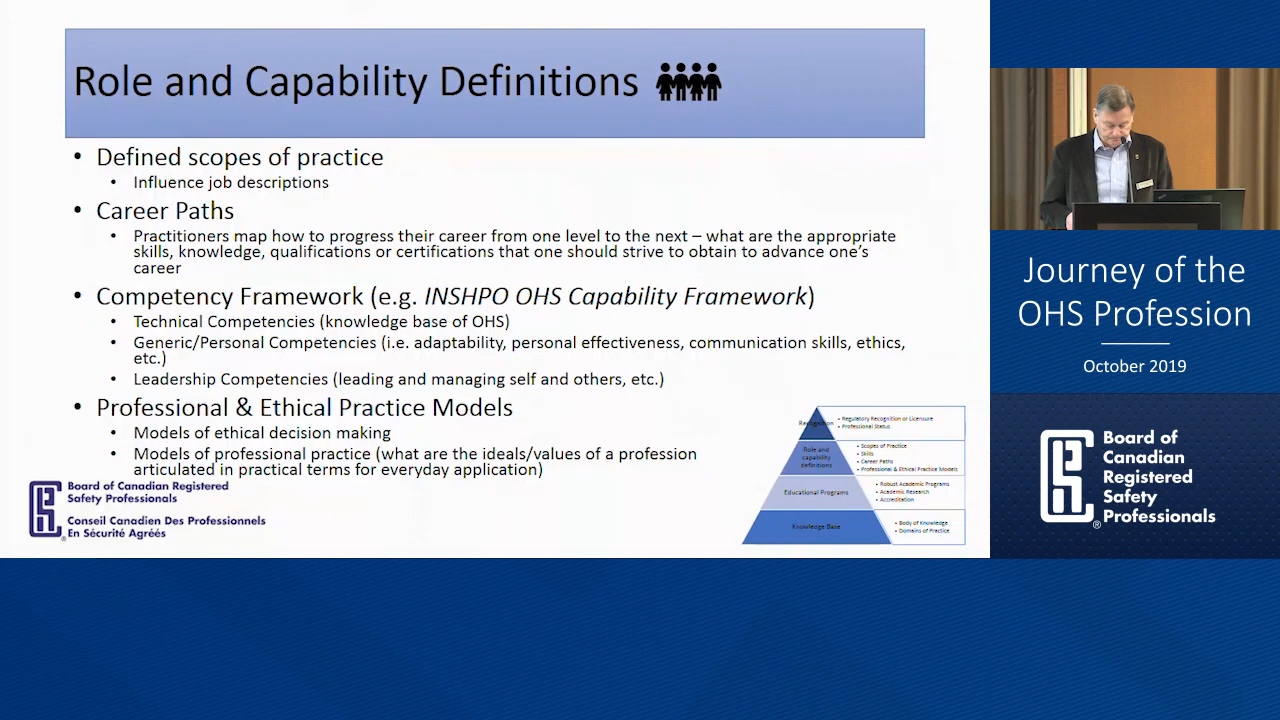 Role and Capability Definitions
• Defined scopes of practice
• Influence job descriptions
• Career Paths
• Practitioners map how to progress their career from one level to the next – what are the appropriate
skills, knowledge, qualifications or certifications that one should strive to obtain to advance one's
career
• Competency Framework (e.g. INSHPO OHS Capability Framework)
• Technical Competencies (knowledge base of OHS)
• Generic/Personal Competencies (i.e. adaptability, personal effectiveness, communication skills, ethics,
etc.)
• Leadership Competencies (leading and managing self and others, etc.)
• Professional & Ethical Practice Models
• Models of ethical decision making
• Models of professional practice (what are the ideals/values of a profession
articulated in practical terms for everyday application)
Recognition
• Regulatory Recognition or Licensure
• Professional Status
Role and
capability
definitions
• Scopes of Practice
• Skills
• Career Paths
• Professional & Ethical Practice Models
Educational Programs
• Robust Academic Programs
• Academic Research
• Accreditation
Knowledge Base
• Body of Knowledge
• Domains of Practice
Board of Canadian Registered
Safety Professionals
Conseil Canadien Des Professionnels
En Sécurité Agréés
®
Journey of the
OHS Profession
October 2019
Board of
Canadian
Registered
Safety
Professionals
®